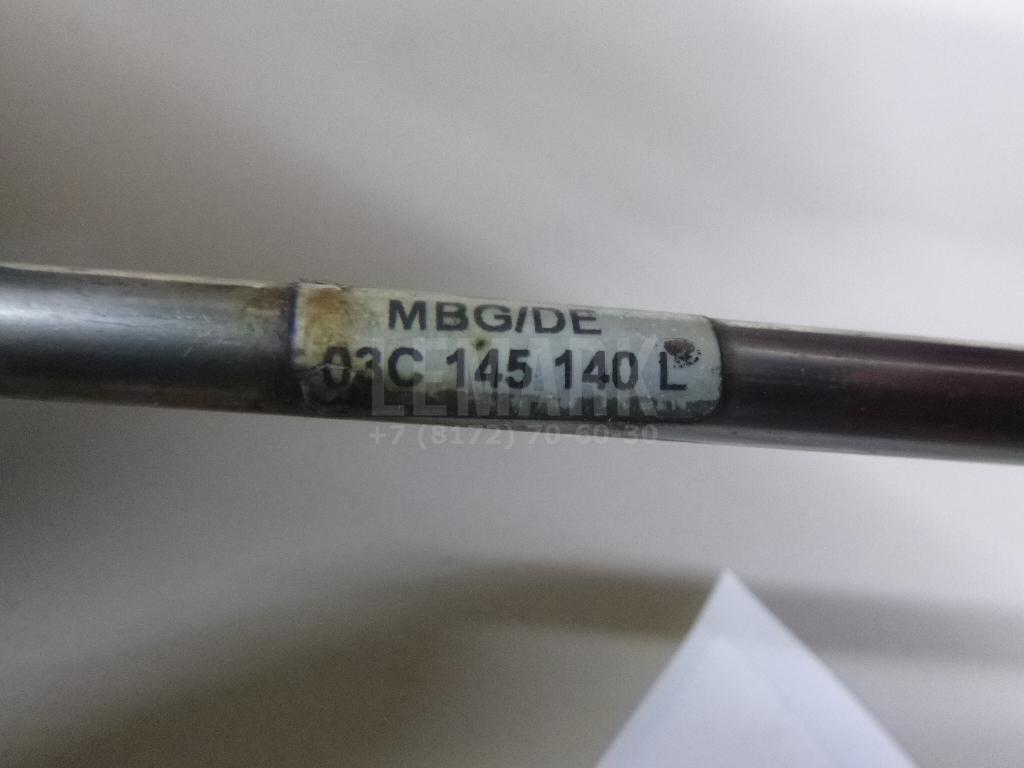 MBG/DE
03C 145 140 L
LEMARK
+7 (8172) 70-60-30